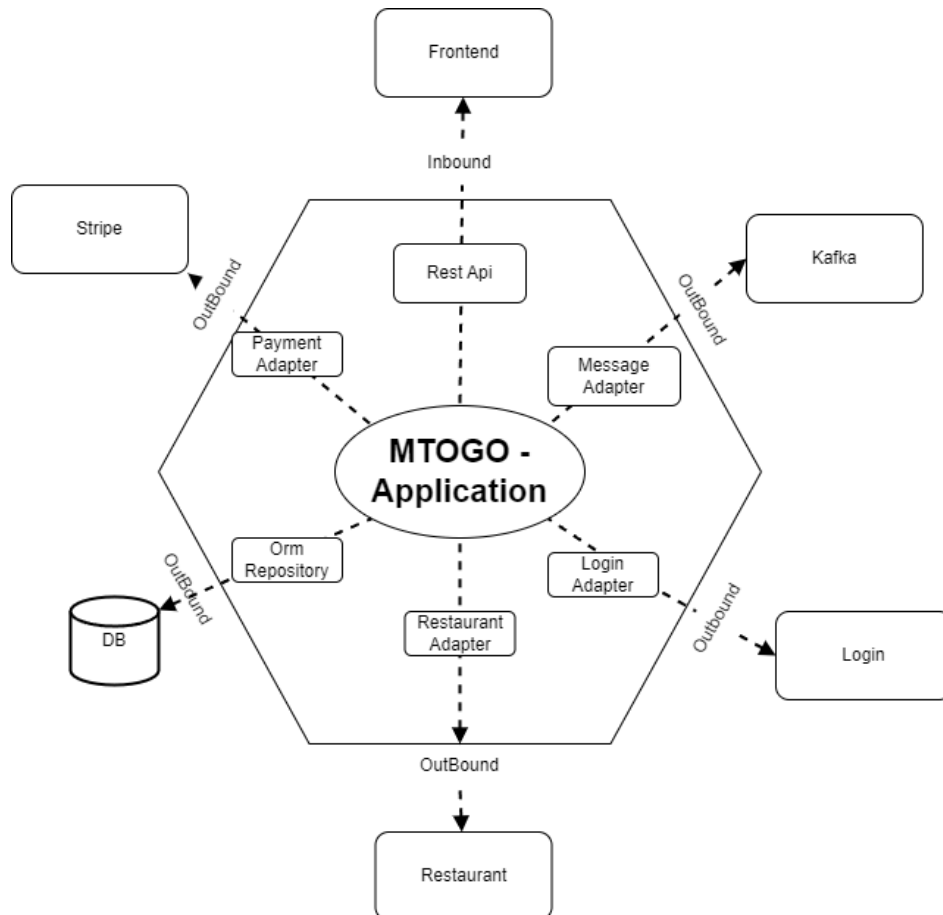 Frontend
Inbound
Stripe
Kafka
OutBound
OutBound
Rest Api
Payment
Adapter
Message
Adapter
MTOGO -
Application
Orm
Repository
Login
Adapter
OutBound
Outbound
Restaurant
Adapter
DB
Login
OutBound
Restaurant